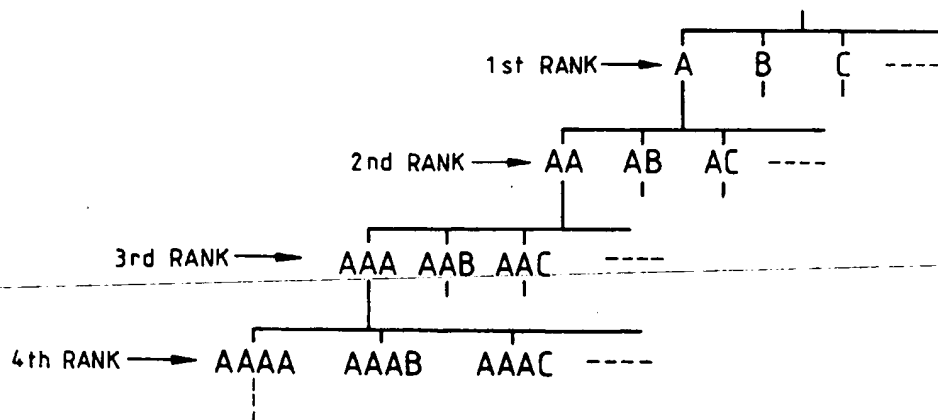 1st RANK A B C ----
2nd RANK AA AB AC ----
3rd RANK AAA AAB AAC ----
4th RANK AAAA AAAB AAAC ----